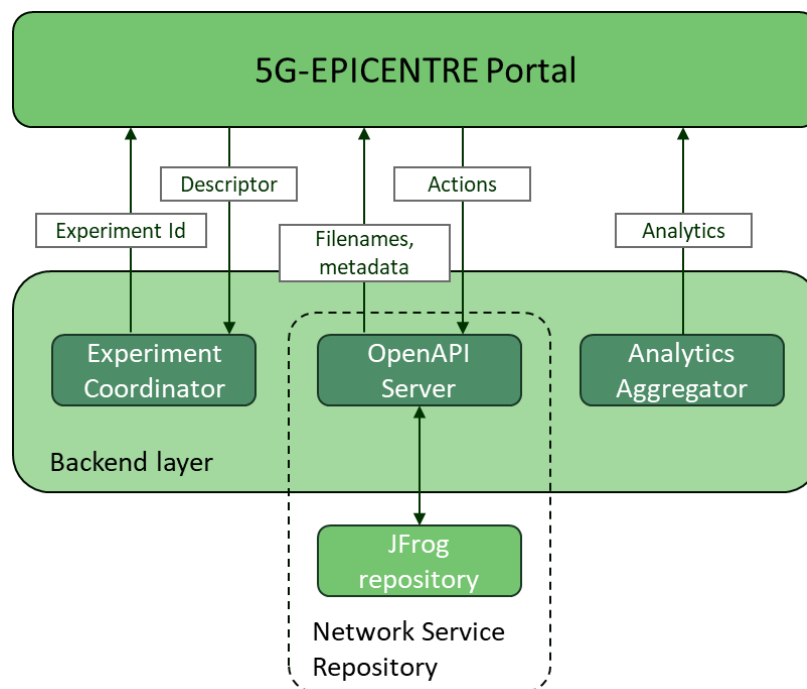 5G-EPICENTRE Portal
Descriptor
Actions
Experiment Id
Filenames,
metadata
Analytics
Experiment
Coordinator
OpenAPI
Server
Analytics
Aggregator
Backend layer
JFrog
repository
Network Service
Repository